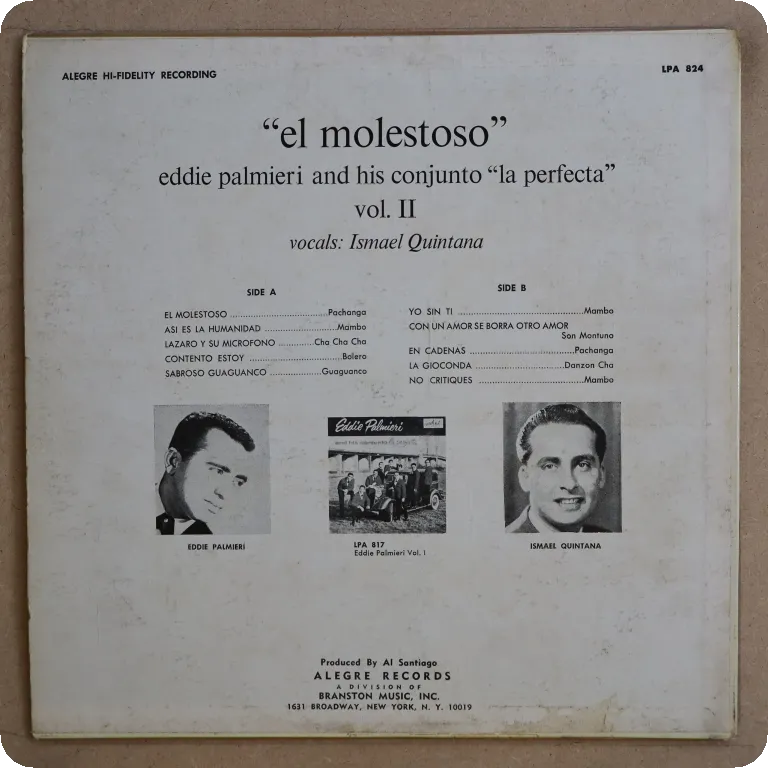 ALEGRE HI-FIDELITY RECORDING
LPA 824
“el molestoso”
eddie palmieri and his conjunto “la perfecta”
vol. II
vocals: Ismael Quintana
SIDE A
EL MOLESTOSO ..................................Pachanga
ASI ES LA HUMANIDAD .........................Mambo
LAZARO Y SU MICROFONO ............Cha Cha Cha
CONTENTO ESTOY ................................Bolero
SABROSO GUAGUANCO ..................Guaguanco
SIDE B
YO SIN TI ...........................................Mambo
CON UN AMOR SE BORRA OTRO AMOR
Son Montuno
EN CADENAS ....................................Pachanga
LA GIOCONDA ...............................Danzon Cha
NO CRITIQUES ..............................................Mambo
Eddie Palmieri
EDDIE PALMIERI
LPA 817
Eddie Palmieri Vol. I
ISMAEL QUINTANA
Produced By Al Santiago
ALEGRE RECORDS
A DIVISION OF
BRANSTON MUSIC, INC.
1631 BROADWAY, NEW YORK, N. Y. 10019